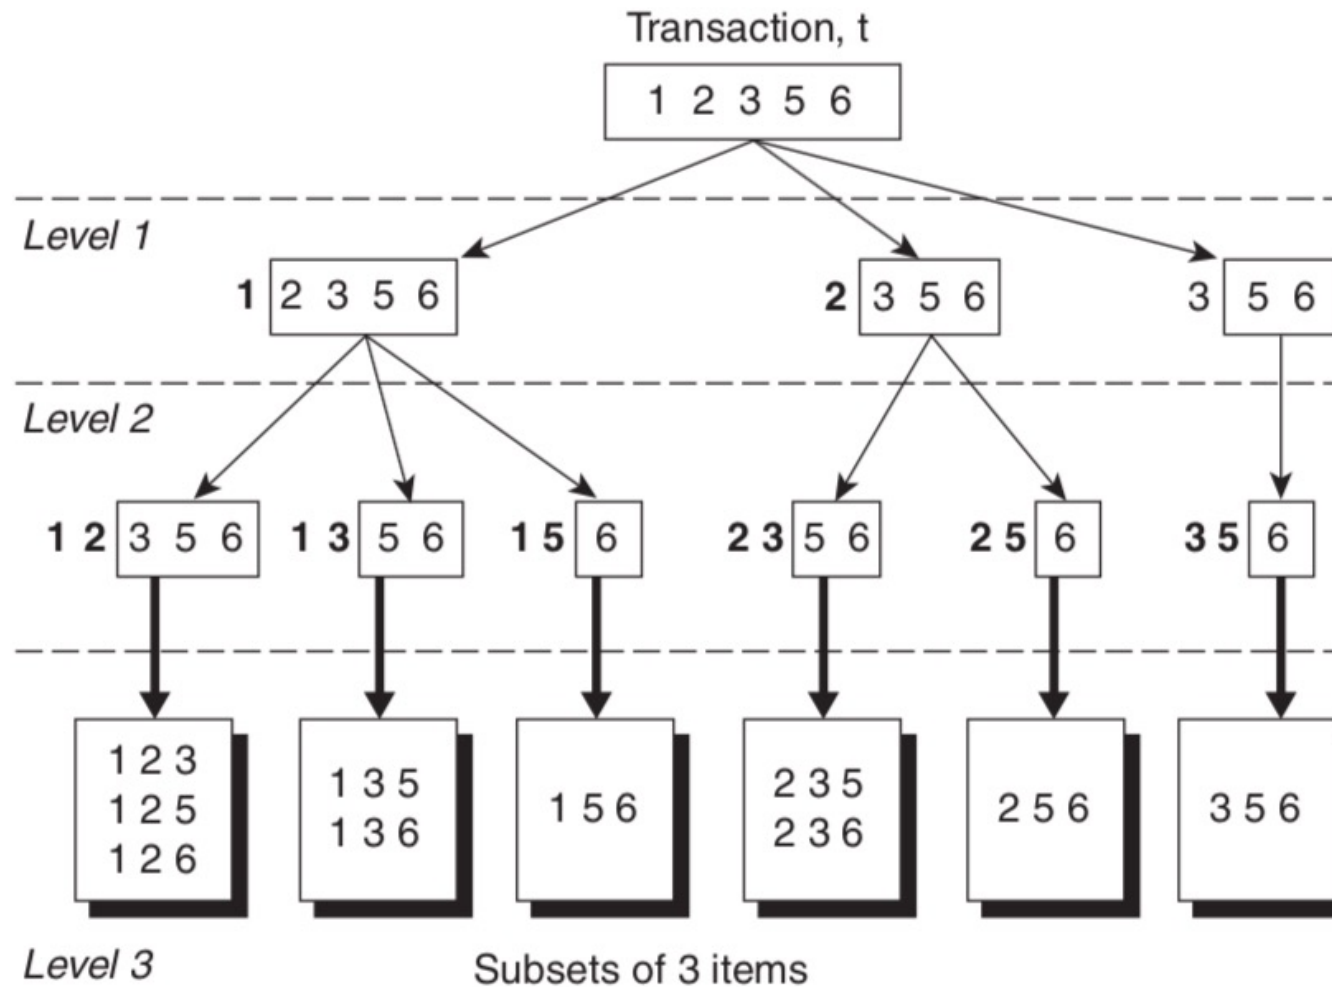 Transaction, t
1 2 3 5 6
Level 1
1 2 3 5 6
2 3 5 6
3 5 6
Level 2
1 2 3 5 6
1 3 5 6
1 5 6
2 3 5 6
2 5 6
3 5 6
1 2 3
1 2 5
1 2 6
1 3 5
1 3 6
1 5 6
2 3 5
2 3 6
2 5 6
3 5 6
Level 3
Subsets of 3 items